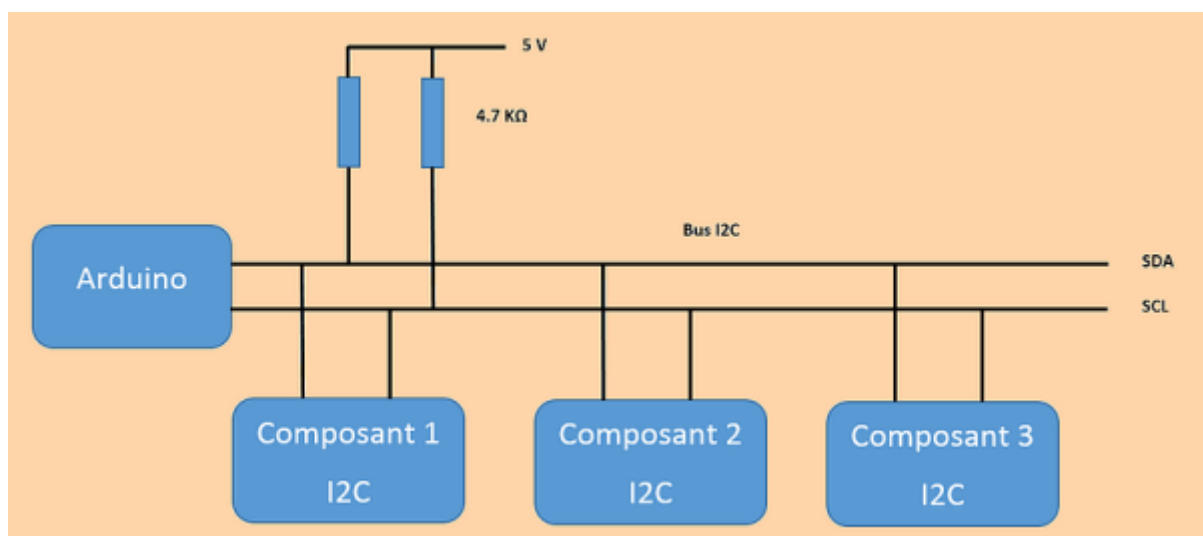 5 V
4.7 KΩ
Bus I2C
Arduino
SDA
SCL
Composant 1
I2C
Composant 2
I2C
Composant 3
I2C